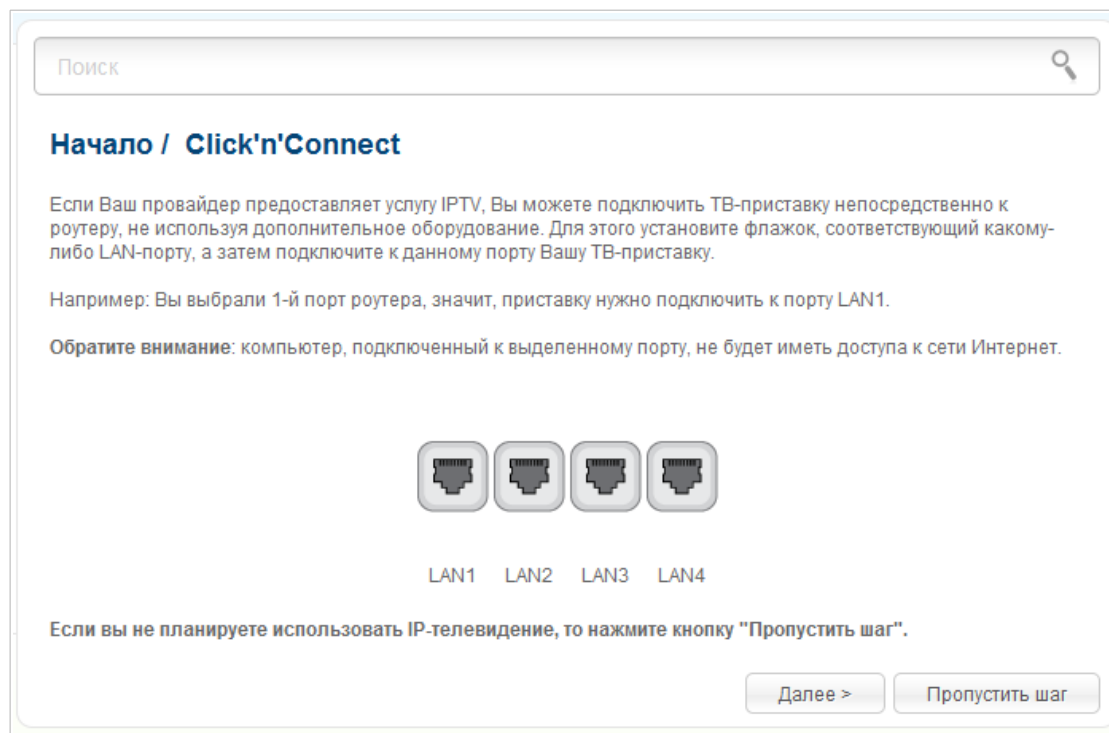 Поиск
Начало / Click'n'Connect
Если Ваш провайдер предоставляет услугу IPTV, Вы можете подключить ТВ-приставку непосредственно к
роутеру, не используя дополнительное оборудование. Для этого установите флажок, соответствующий какому-
либо LAN-порту, а затем подключите к данному порту Вашу ТВ-приставку.
Например: Вы выбрали 1-й порт роутера, значит, приставку нужно подключить к порту LAN1.
Обратите внимание: компьютер, подключенный к выделенному порту, не будет иметь доступа к сети Интернет.
LAN1 LAN2 LAN3 LAN4
Если вы не планируете использовать IP-телевидение, то нажмите кнопку "Пропустить шаг".
Далее > Пропустить шаг